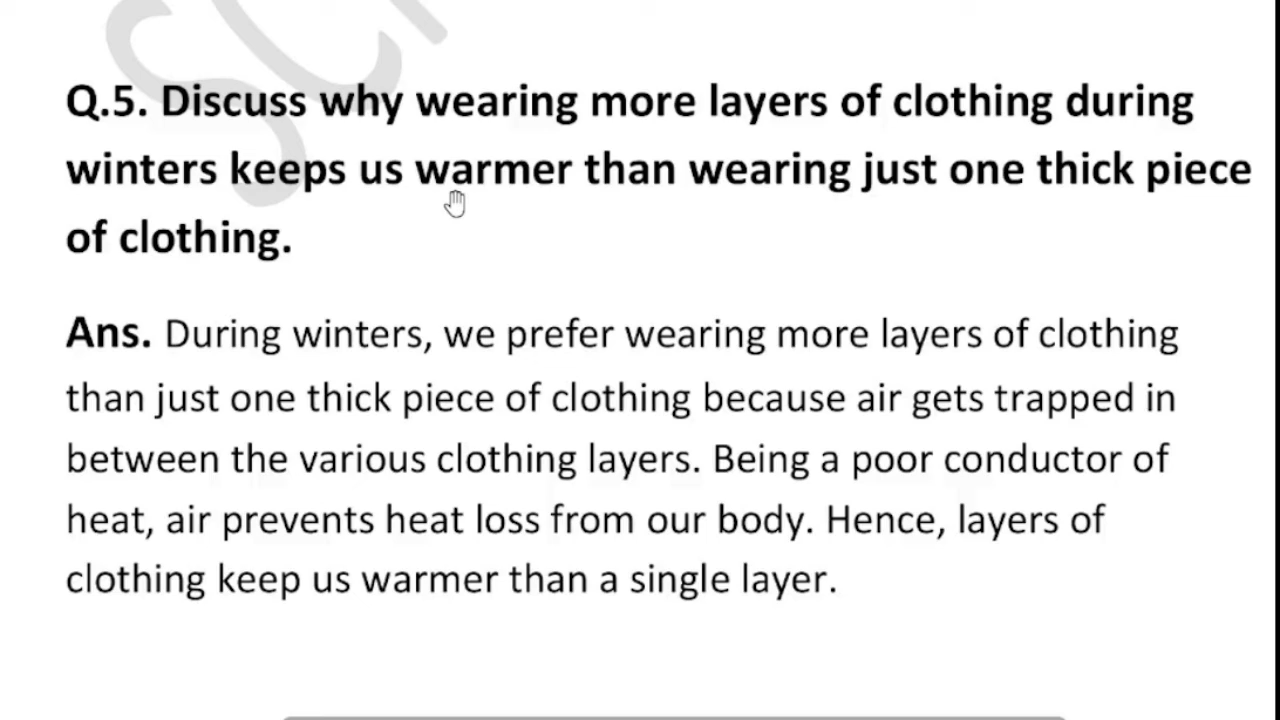 Q.5. Discuss why wearing more layers of clothing during
winters keeps us warmer than wearing just one thick piece
of clothing.
Ans. During winters, we prefer wearing more layers of clothing
than just one thick piece of clothing because air gets trapped in
between the various clothing layers. Being a poor conductor of
heat, air prevents heat loss from our body. Hence, layers of
clothing keep us warmer than a single layer.